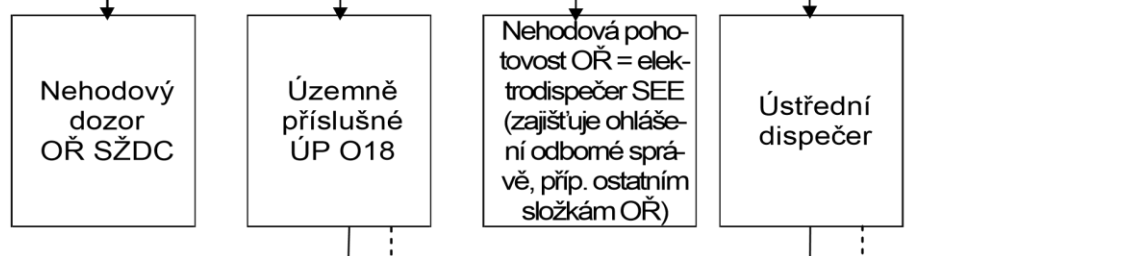 Nehodový
dozor
OŘ SŽDC
Územně
příslušné
ÚP O18
Nehodová poho-
tovost OŘ = elek-
trodispečer SEE
(zajišťuje ohláše-
ní odborné sprá-
vě, příp. ostatním
složkám OŘ)
Ústřední
dispečer